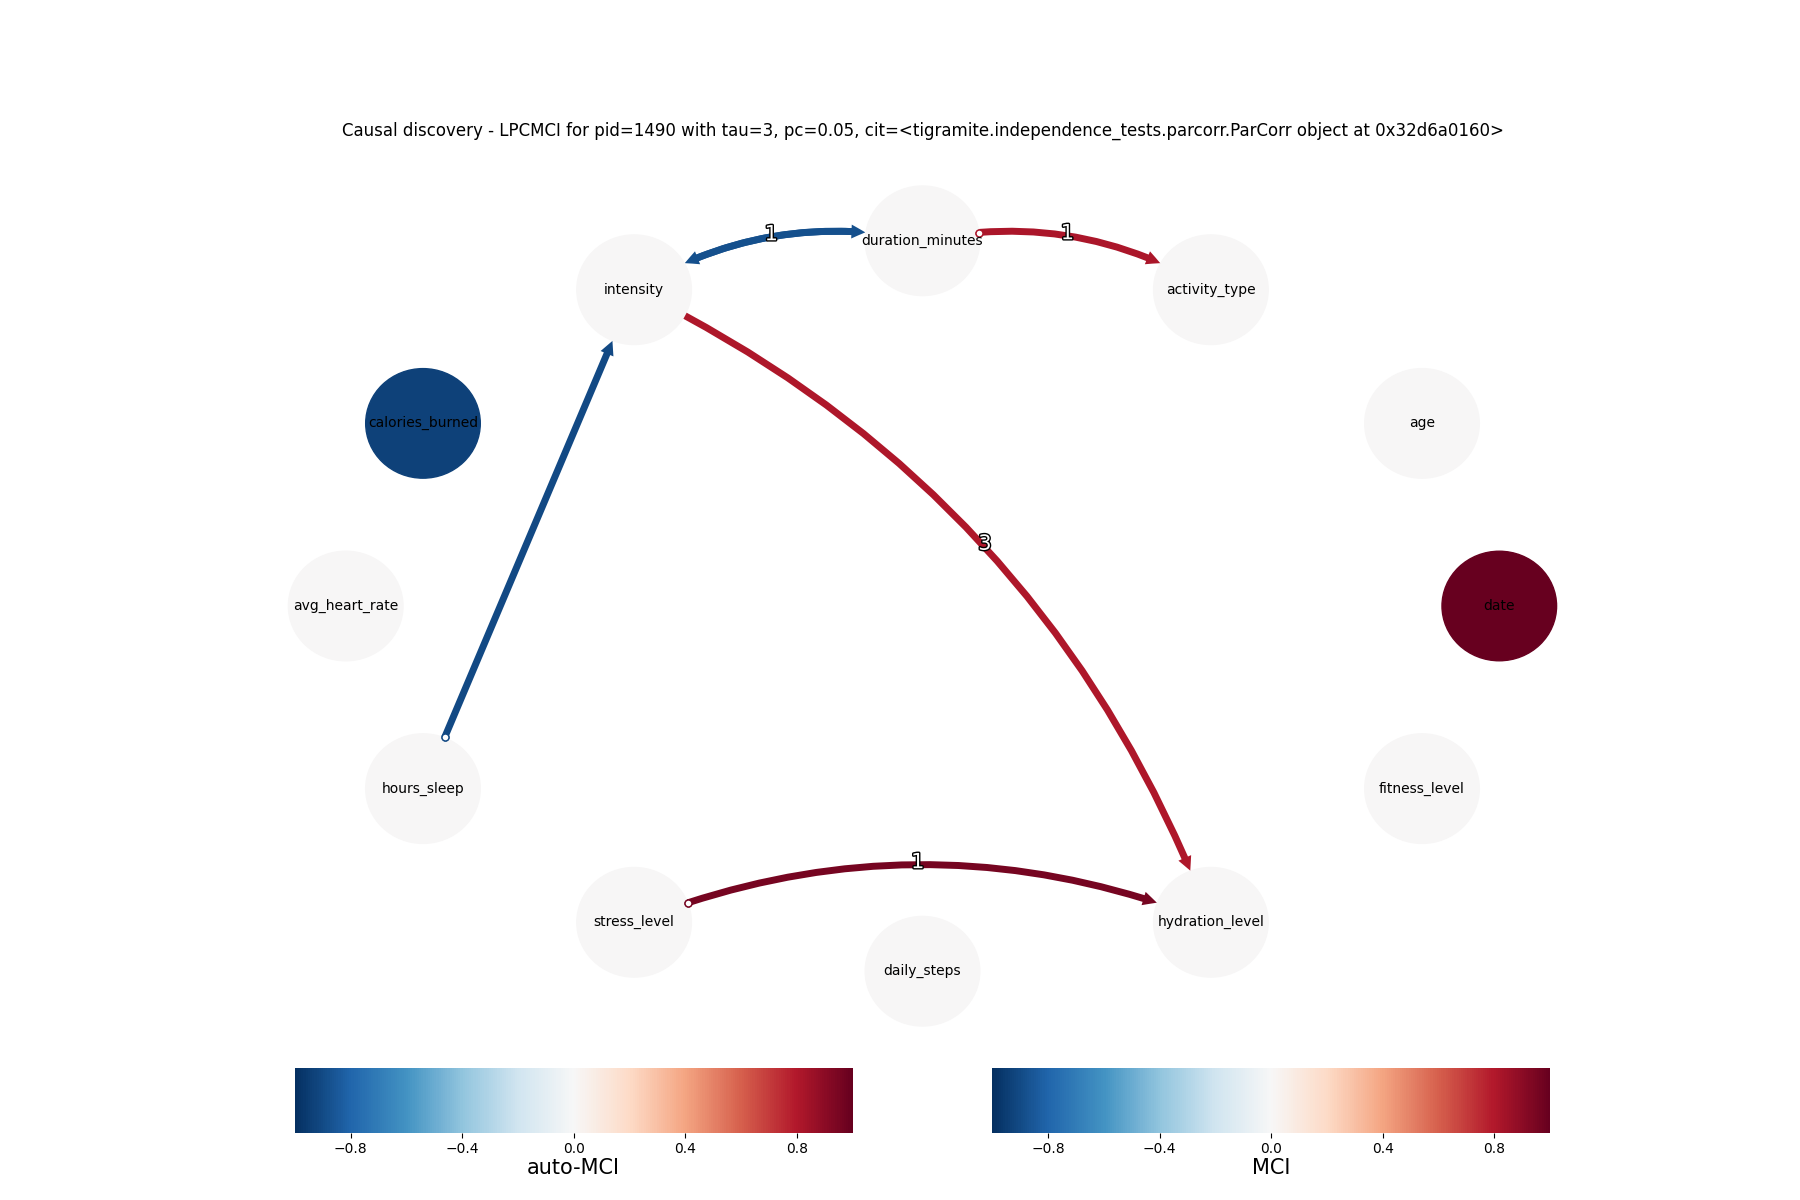 Causal discovery - LPCMCI for pid=1490 with tau=3, pc=0.05, cit=<tigramite.independence_tests.parcorr.ParCorr object at 0x32d6a0160>
1
duration_minutes
1
intensity
activity_type
calories_burned
age
3
avg_heart_rate
date
hours_sleep
fitness_level
1
stress_level
hydration_level
daily_steps
−0.8 −0.4 0.0 0.4 0.8
auto-MCI
−0.8 −0.4 0.0 0.4 0.8
MCI